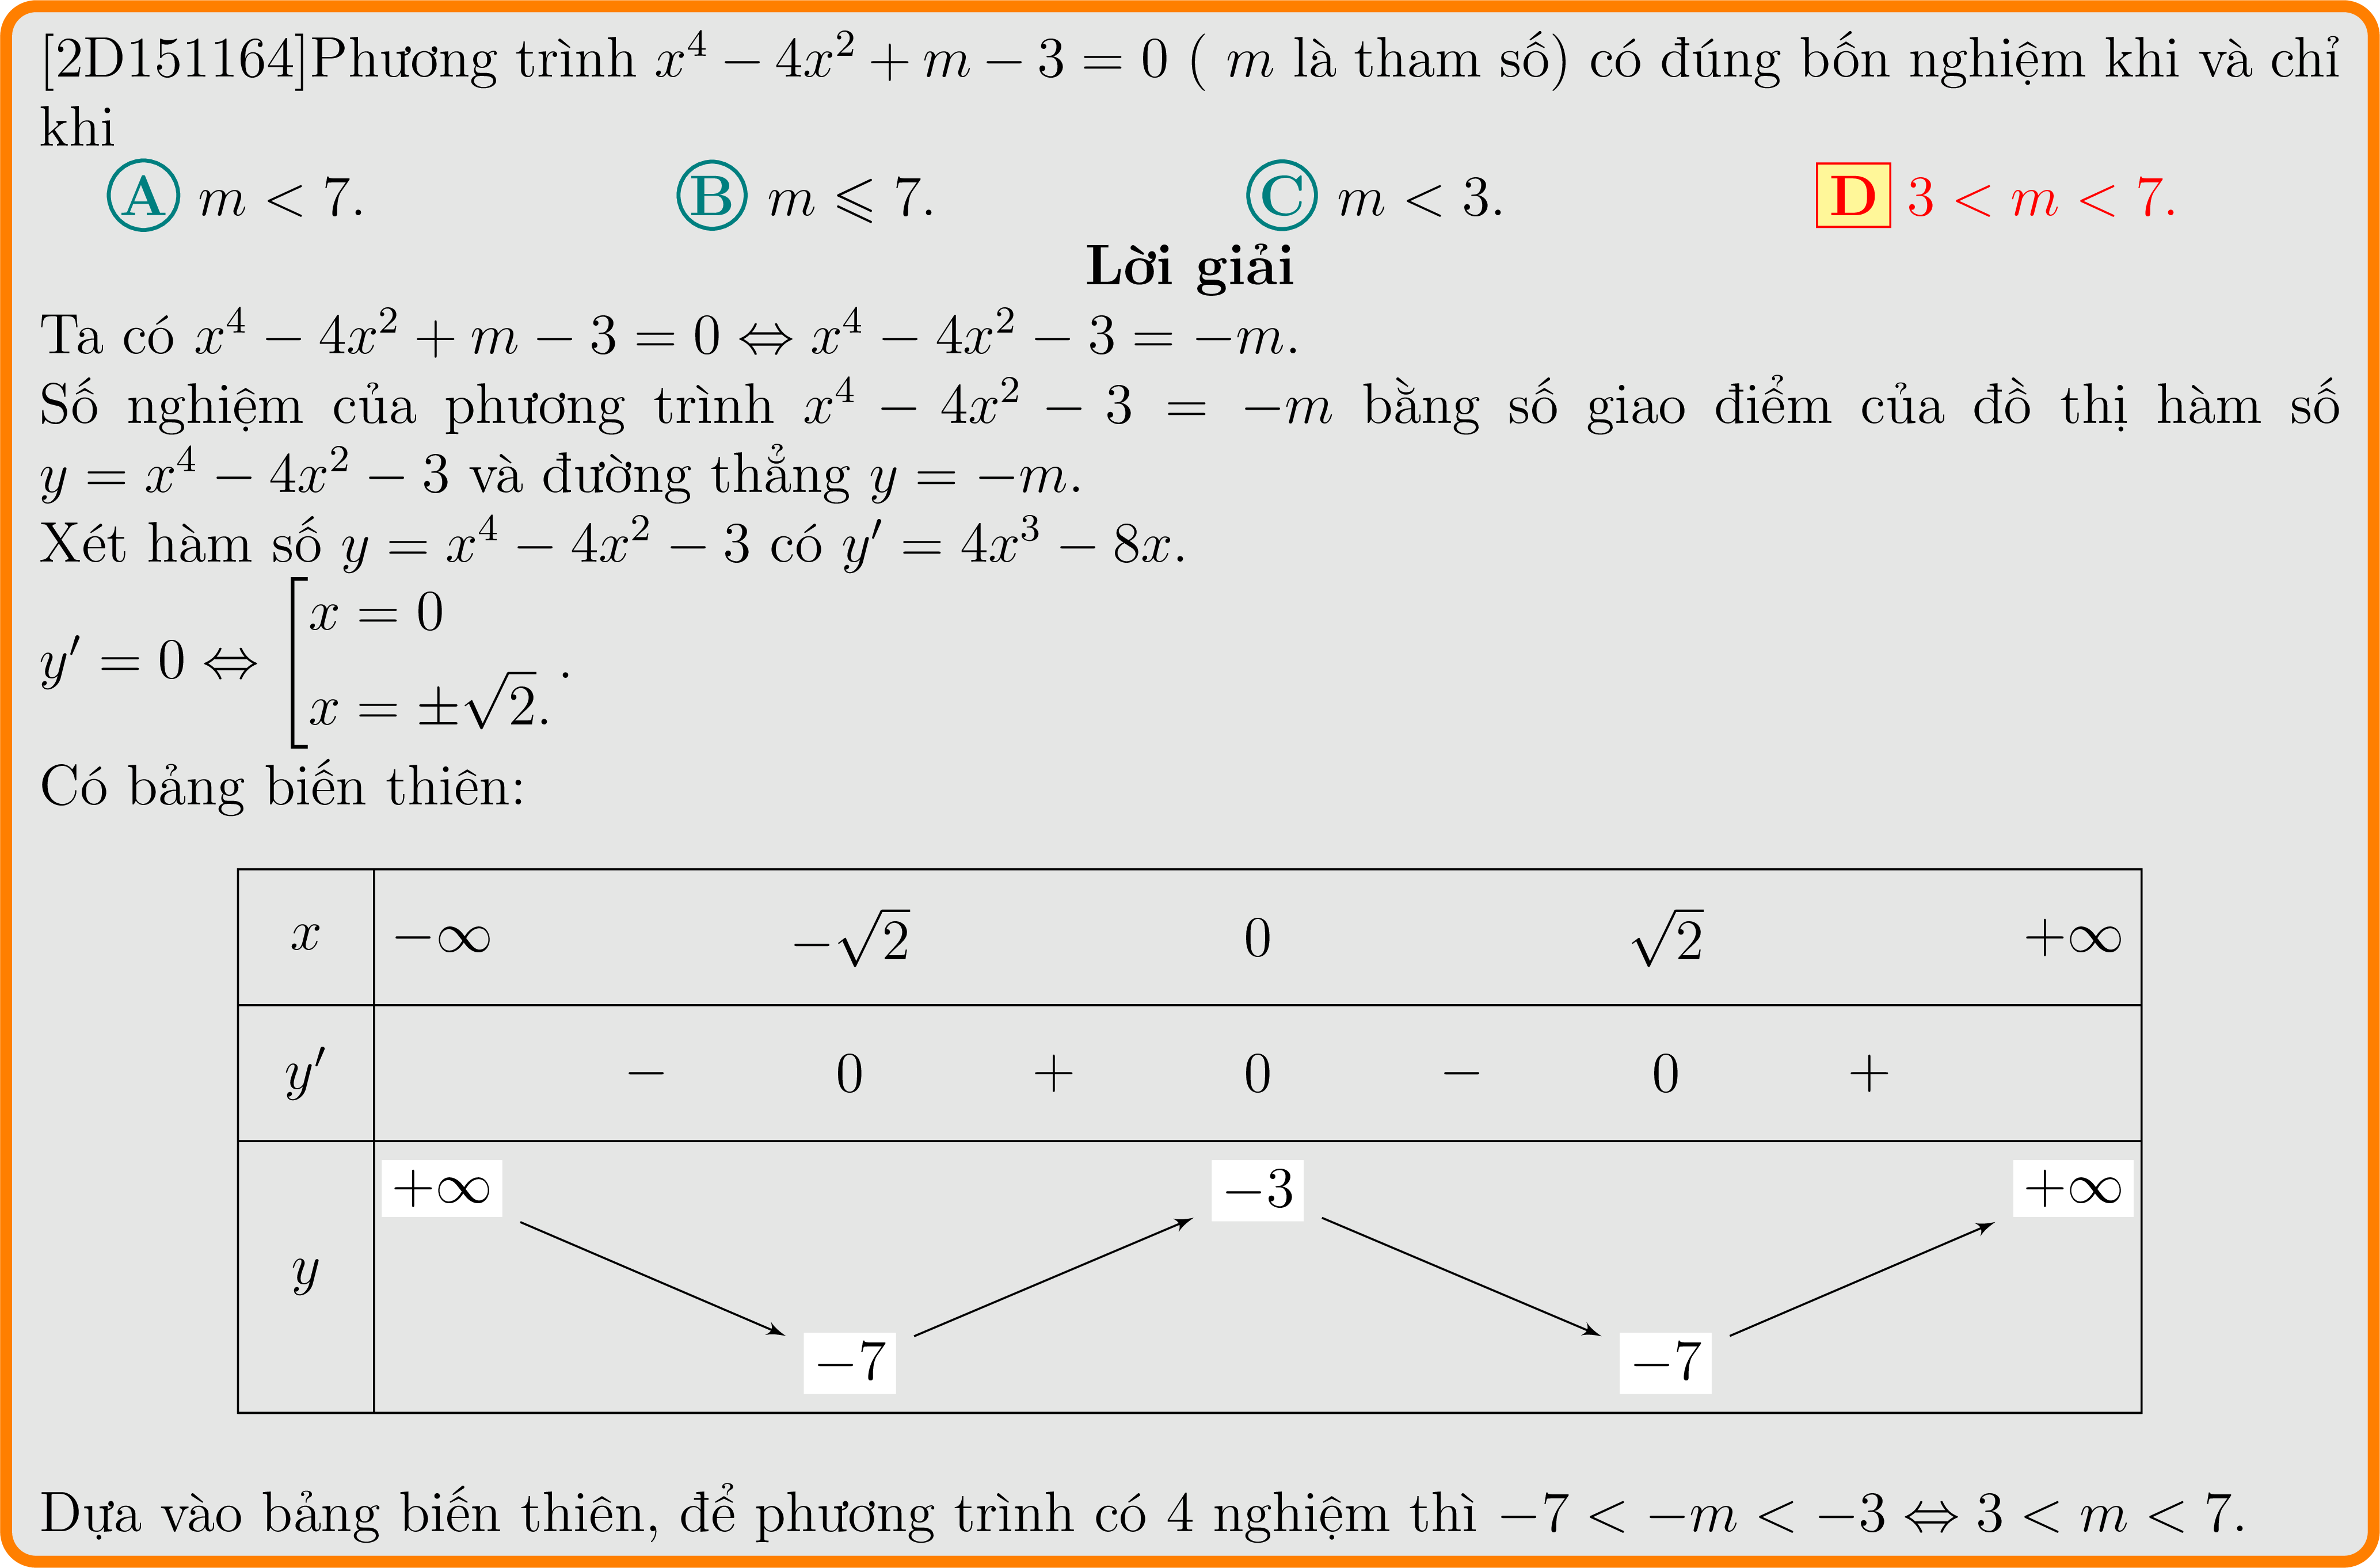 [2D151164]Phương trình $x^4 - 4x^2 + m - 3 = 0$ ( $m$ là tham số) có đúng bốn nghiệm khi và chỉ
khi
A $m < 7$. B $m \leqslant 7$. C $m < 3$. D $3 < m < 7$.
Lời giải
Ta có $x^4 - 4x^2 + m - 3 = 0 \Leftrightarrow x^4 - 4x^2 - 3 = -m$.
Số nghiệm của phương trình $x^4 - 4x^2 - 3 = -m$ bằng số giao điểm của đồ thị hàm số
$y = x^4 - 4x^2 - 3$ và đường thẳng $y = -m$.
Xét hàm số $y = x^4 - 4x^2 - 3$ có $y' = 4x^3 - 8x$.
$y' = 0 \Leftrightarrow \left[\begin{array}{l} x = 0 \\ x = \pm\sqrt{2}. \end{array}\right.$.
Có bảng biến thiên:
$x$ $-\infty$ $-\sqrt{2}$ $0$ $\sqrt{2}$ $+\infty$
$y'$ $-$ $0$ $+$ $0$ $-$ $0$ $+$
$+\infty$ $-3$ $+\infty$
$y$
$-7$ $-7$
Dựa vào bảng biến thiên, để phương trình có 4 nghiệm thì $-7 < -m < -3 \Leftrightarrow 3 < m < 7$.